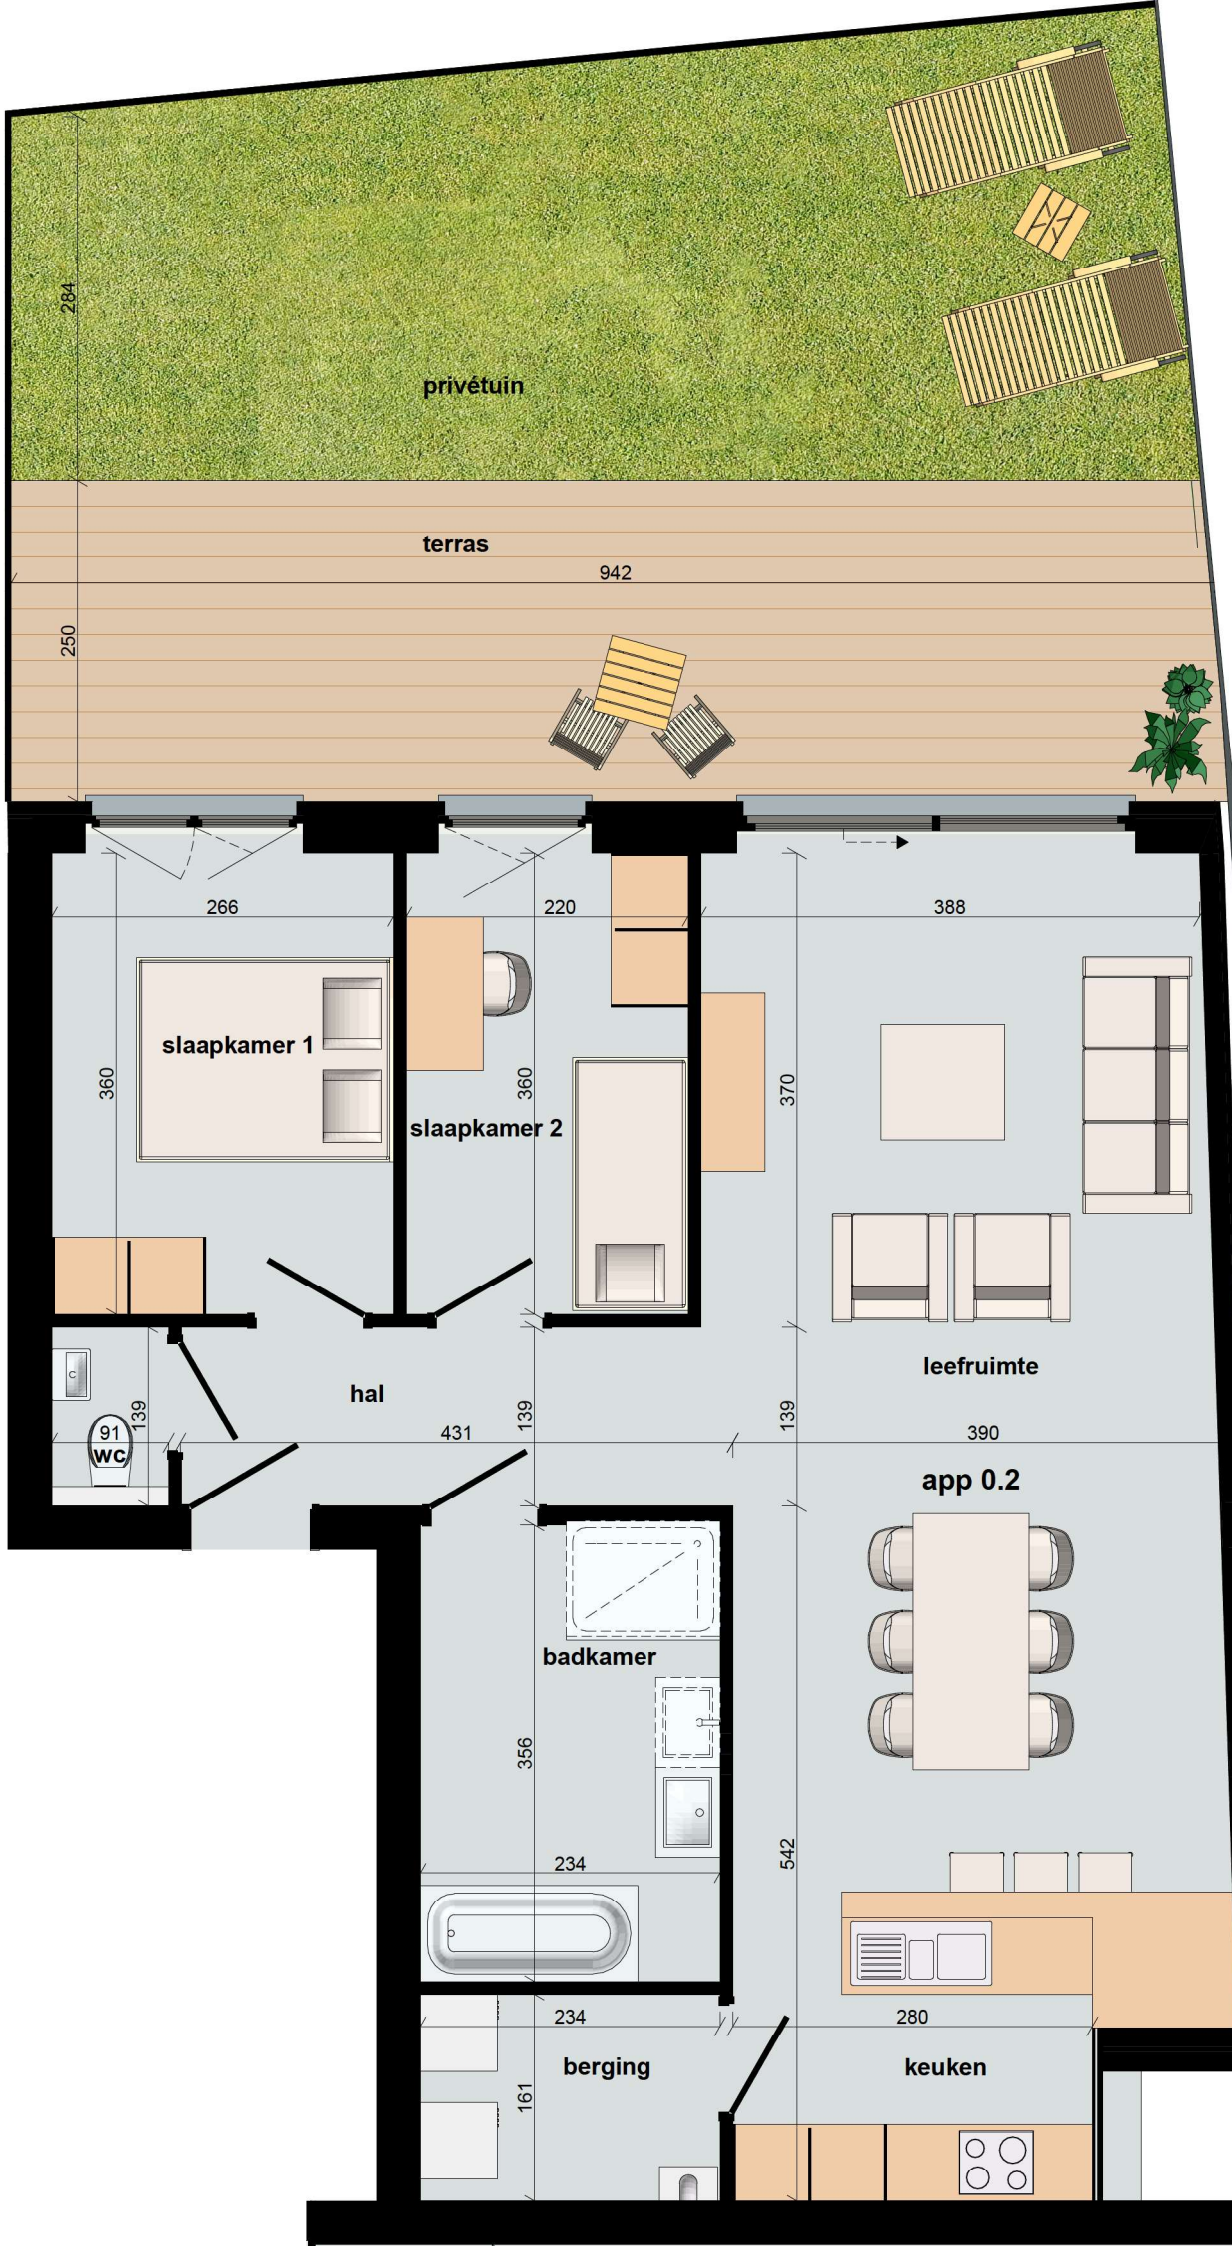 284
privétuin
terras
942
250
266
220
388
slaapkamer 1
360
360
370
slaapkamer 2
leefruimte
hal
139
139
139
91
431
390
wc
app 0.2
badkamer
356
542
234
234
280
berging
keuken
161